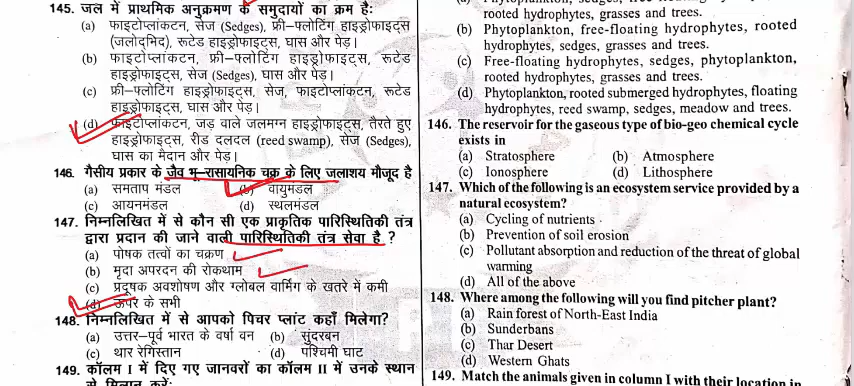 145. जल में प्राथमिक अनुक्रमण के समुदायों का क्रम हैः
(a) फाइटोप्लांकटन, सेज (Sedges), फ्री-फ्लोटिंग हाइड्रोफाइट्स
(जलोद्भिद), रूटेड हाइड्रोफाइट्स, घास और पेड़।
(b) फाइटोप्लांकटन, फ्री-फ्लोटिंग हाइड्रोफाइट्स, रूटेड
हाइड्रोफाइट्स, सेज (Sedges), घास और पेड़।
(c) फ्री-फ्लोटिंग हाइड्रोफाइट्स, सेज, फाइटोप्लांकटन, रूटेड
हाइड्रोफाइट्स, घास और पेड़।
(d) फाइटोप्लांकटन, जड़ वाले जलमग्न हाइड्रोफाइट्स, तैरते हुए
हाइड्रोफाइट्स, रीड दलदल (reed swamp), सेज (Sedges),
घास का मैदान और पेड़।
146. गैसीय प्रकार के जैव भू-रासायनिक चक्र के लिए जलाशय मौजूद है
(a) समताप मंडल (b) वायुमंडल
(c) आयनमंडल (d) स्थलमंडल
147. निम्नलिखित में से कौन सी एक प्राकृतिक पारिस्थितिकी तंत्र
द्वारा प्रदान की जाने वाली पारिस्थितिकी तंत्र सेवा है ?
(a) पोषक तत्वों का चक्रण
(b) मृदा अपरदन की रोकथाम
(c) प्रदूषक अवशोषण और ग्लोबल वार्मिंग के खतरे में कमी
(d) ऊपर के सभी
148. निम्नलिखित में से आपको पिचर प्लांट कहाँ मिलेगा?
(a) उत्तर-पूर्व भारत के वर्षा वन (b) सुंदरबन
(c) थार रेगिस्तान (d) पश्चिमी घाट
149. कॉलम I में दिए गए जानवरों का कॉलम II में उनके स्थान
से मिलान करेंः
rooted hydrophytes, grasses and trees.
(b) Phytoplankton, free-floating hydrophytes, rooted
hydrophytes, sedges, grasses and trees.
(c) Free-floating hydrophytes, sedges, phytoplankton,
rooted hydrophytes, grasses and trees.
(d) Phytoplankton, rooted submerged hydrophytes, floating
hydrophytes, reed swamp, sedges, meadow and trees.
146. The reservoir for the gaseous type of bio-geo chemical cycle
exists in
(a) Stratosphere (b) Atmosphere
(c) Ionosphere (d) Lithosphere
147. Which of the following is an ecosystem service provided by a
natural ecosystem?
(a) Cycling of nutrients
(b) Prevention of soil erosion
(c) Pollutant absorption and reduction of the threat of global
warming
(d) All of the above
148. Where among the following will you find pitcher plant?
(a) Rain forest of North-East India
(b) Sunderbans
(c) Thar Desert
(d) Western Ghats
149. Match the animals given in column I with their location in